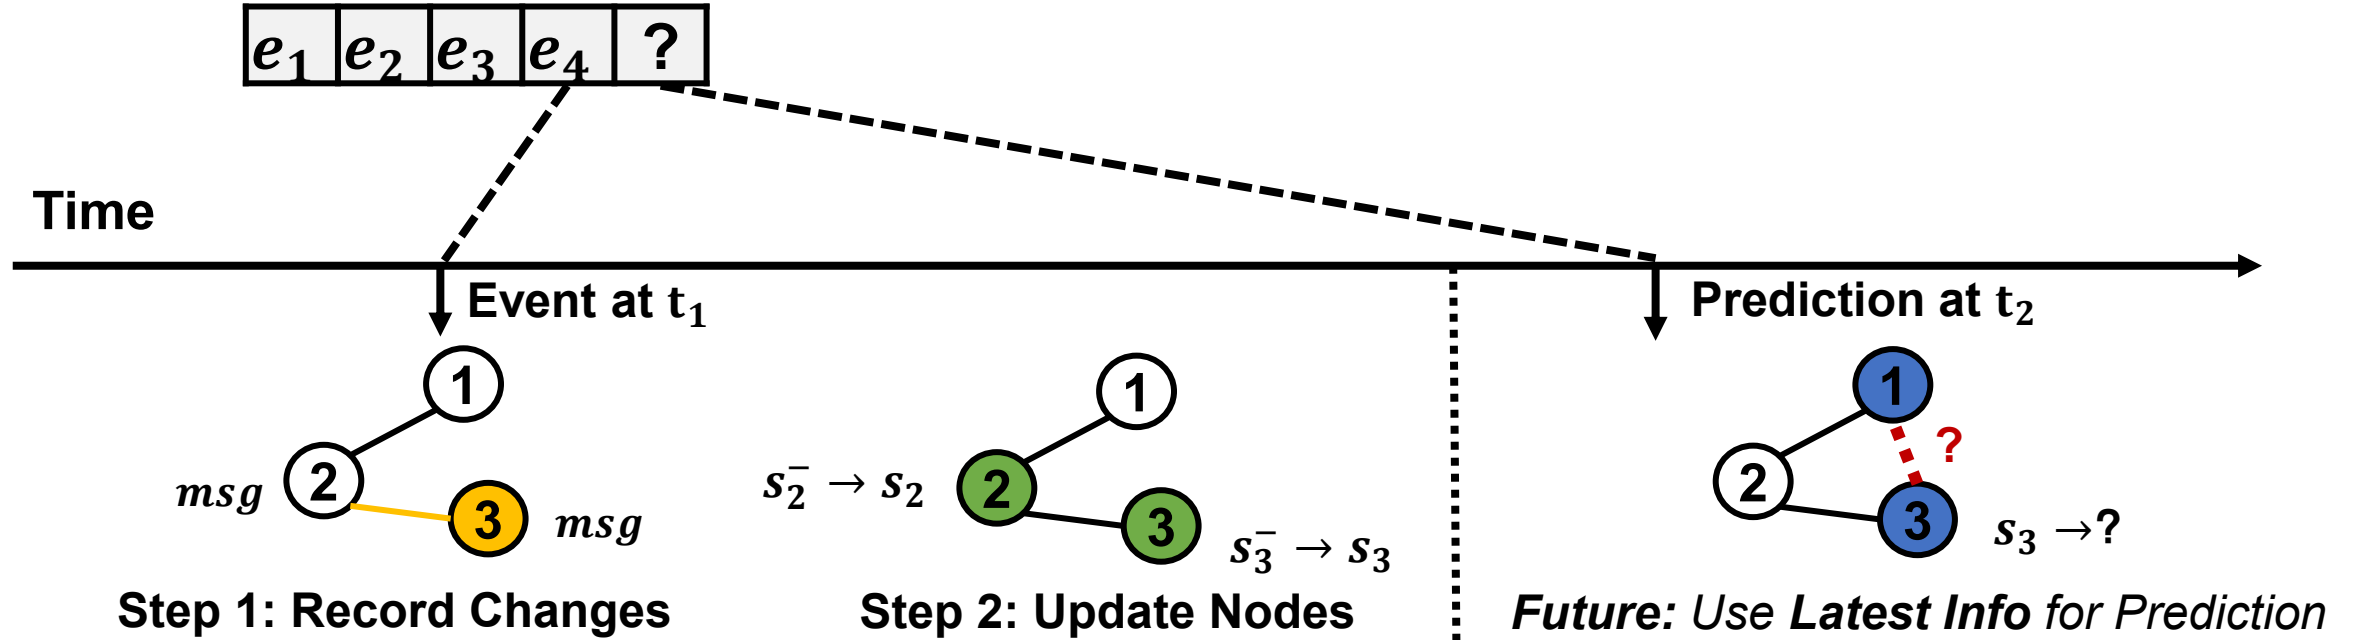 e₁ e₂ e₃ e₄ ?
Time
Event at t₁
Prediction at t₂
1
2
3
msg
msg
1
2
3
s₂⁻ → s₂
s₃⁻ → s₃
1
?
2
3
s₃ →?
Step 1: Record Changes
Step 2: Update Nodes
Future: Use Latest Info for Prediction